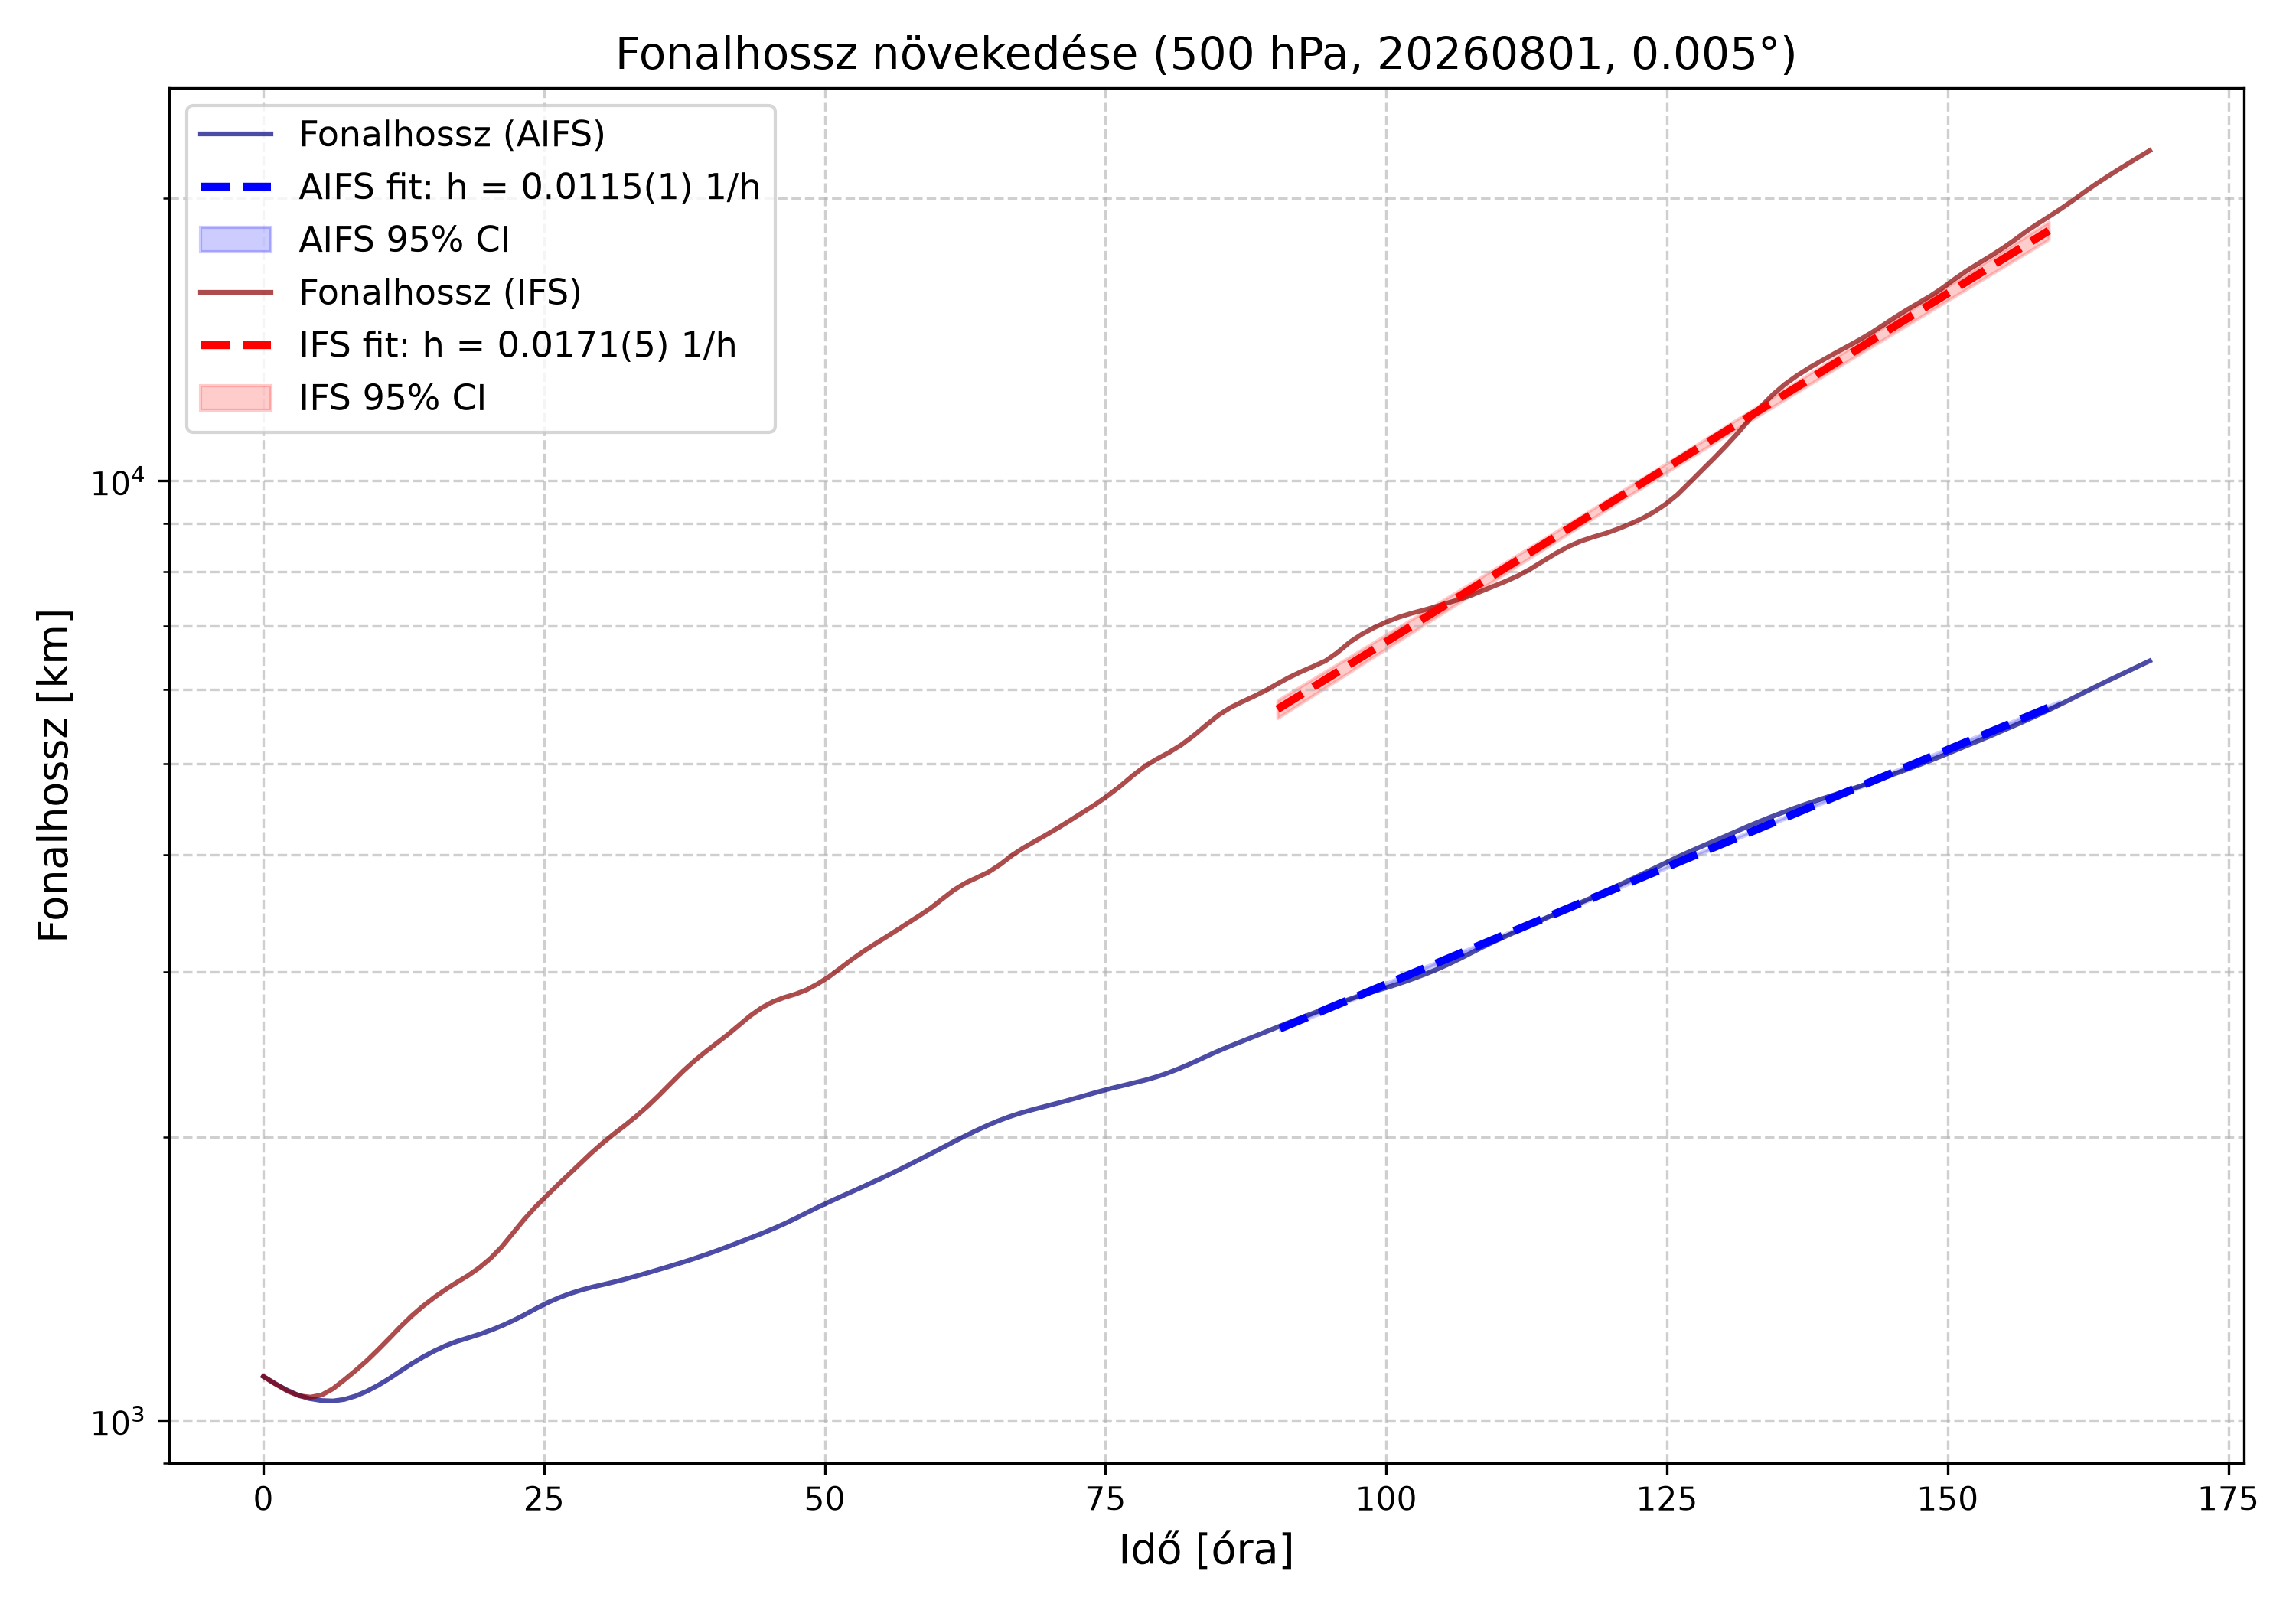 Fonalhossz növekedése (500 hPa, 20260801, 0.005°)
Fonalhossz (AIFS)
AIFS fit: h = 0.0115(1) 1/h
AIFS 95% CI
Fonalhossz (IFS)
IFS fit: h = 0.0171(5) 1/h
IFS 95% CI
10⁴
10³
Fonalhossz [km]
0 25 50 75 100 125 150 175
Idő [óra]